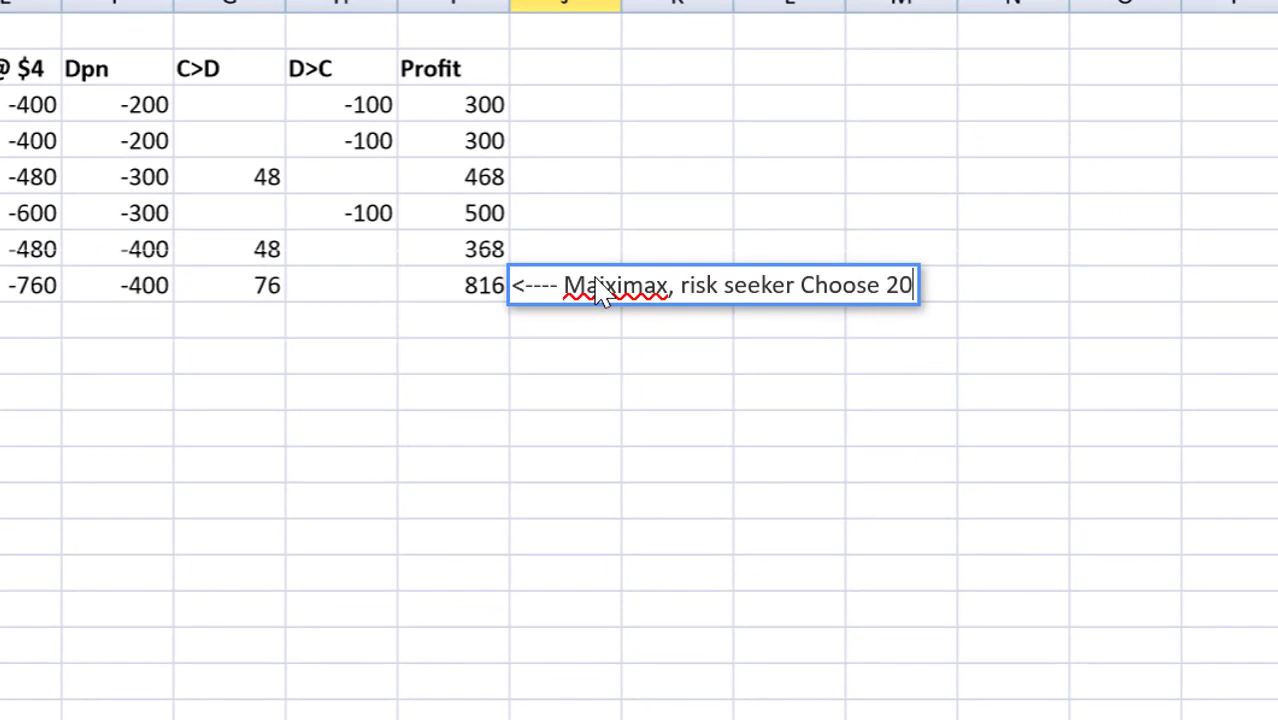 @ $4 Dpn C>D D>C Profit
-400 -200 -100 300
-400 -200 -100 300
-480 -300 48 468
-600 -300 -100 500
-480 -400 48 368
-760 -400 76 816 <---- Maiximax, risk seeker Choose 20